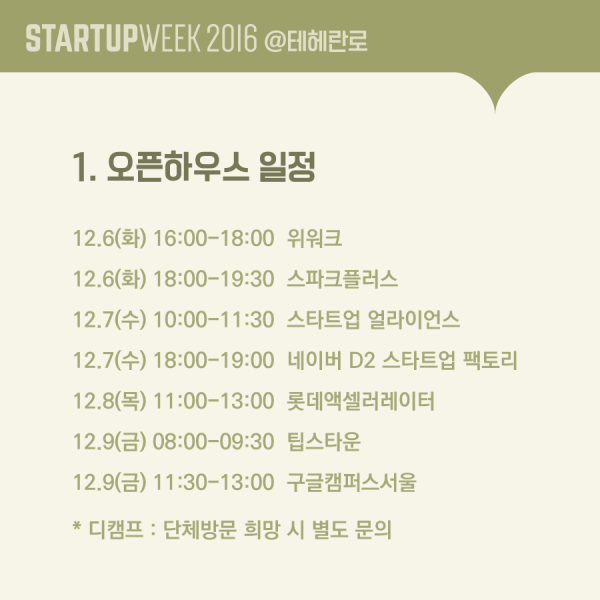 STARTUPWEEK 2016 @테헤란로
1. 오픈하우스 일정
12.6(화) 16:00-18:00 위워크
12.6(화) 18:00-19:30 스파크플러스
12.7(수) 10:00-11:30 스타트업 얼라이언스
12.7(수) 18:00-19:00 네이버 D2 스타트업 팩토리
12.8(목) 11:00-13:00 롯데액셀러레이터
12.9(금) 08:00-09:30 팁스타운
12.9(금) 11:30-13:00 구글캠퍼스서울
* 디캠프 : 단체방문 희망 시 별도 문의